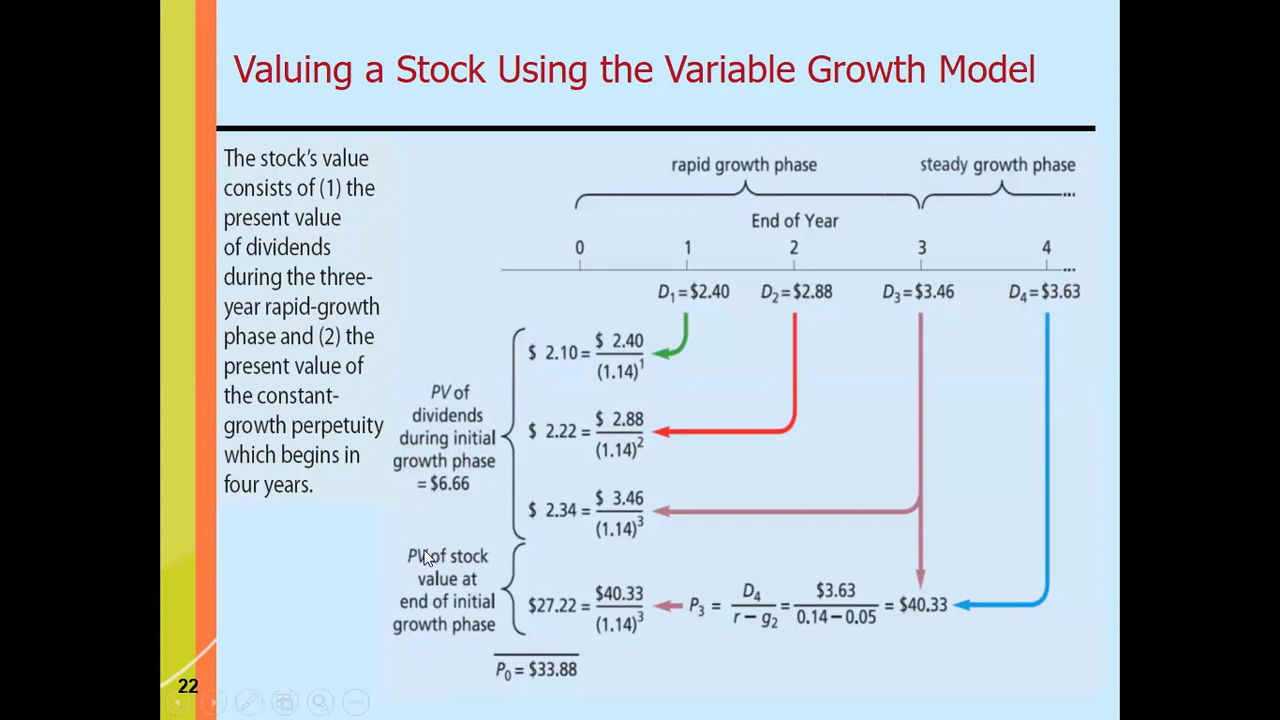 Valuing a Stock Using the Variable Growth Model
The stock's value
consists of (1) the
present value
of dividends
during the three-
year rapid-growth
phase and (2) the
present value of
the constant-
growth perpetuity
which begins in
four years.
rapid growth phase steady growth phase
...
End of Year
0 1 2 3 4
...
D1=$2.40 D2=$2.88 D3=$3.46 D4=$3.63
PV of
dividends
during initial
growth phase
= $6.66
$ 2.10 = $ 2.40
(1.14)^1
$ 2.22 = $ 2.88
(1.14)^2
$ 2.34 = $ 3.46
(1.14)^3
PV of stock
value at
end of initial
growth phase
$27.22 = $40.33
(1.14)^3
P3 = D4 / r − g2 = $3.63 / 0.14 − 0.05 = $40.33
P0 = $33.88
22